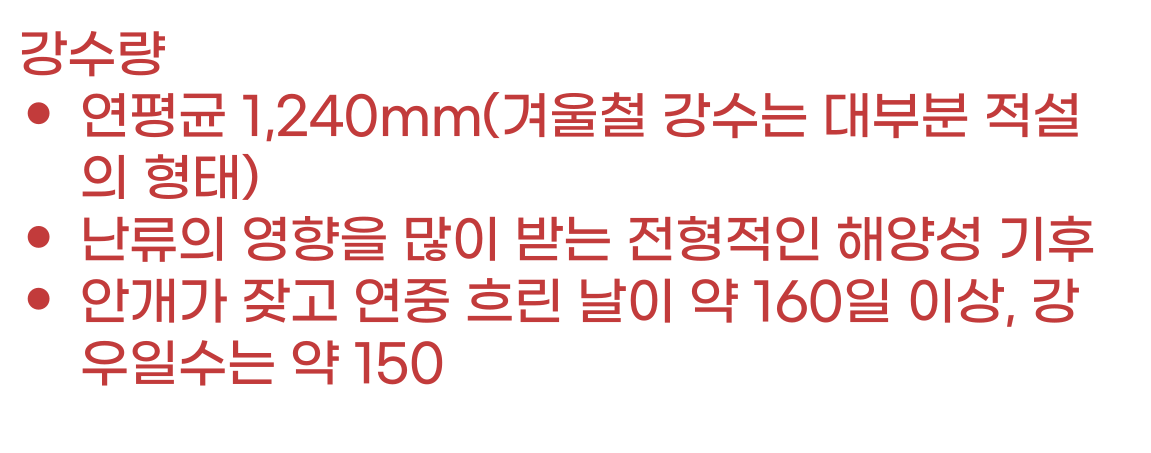 강수량
• 연평균 1,240mm(겨울철 강수는 대부분 적설
의 형태)
• 난류의 영향을 많이 받는 전형적인 해양성 기후
• 안개가 잦고 연중 흐린 날이 약 160일 이상, 강
우일수는 약 150